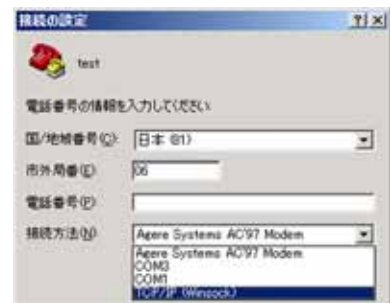 接続の設定
test
電話番号の情報を入力してください
国/地域番号(C): 日本 (81)
市外局番(E): 06
電話番号(P):
接続方法(N): Agere Systems AC'97 Modem
Agere Systems AC'97 Modem
COM3
COM1
TCP/IP (Winsock)